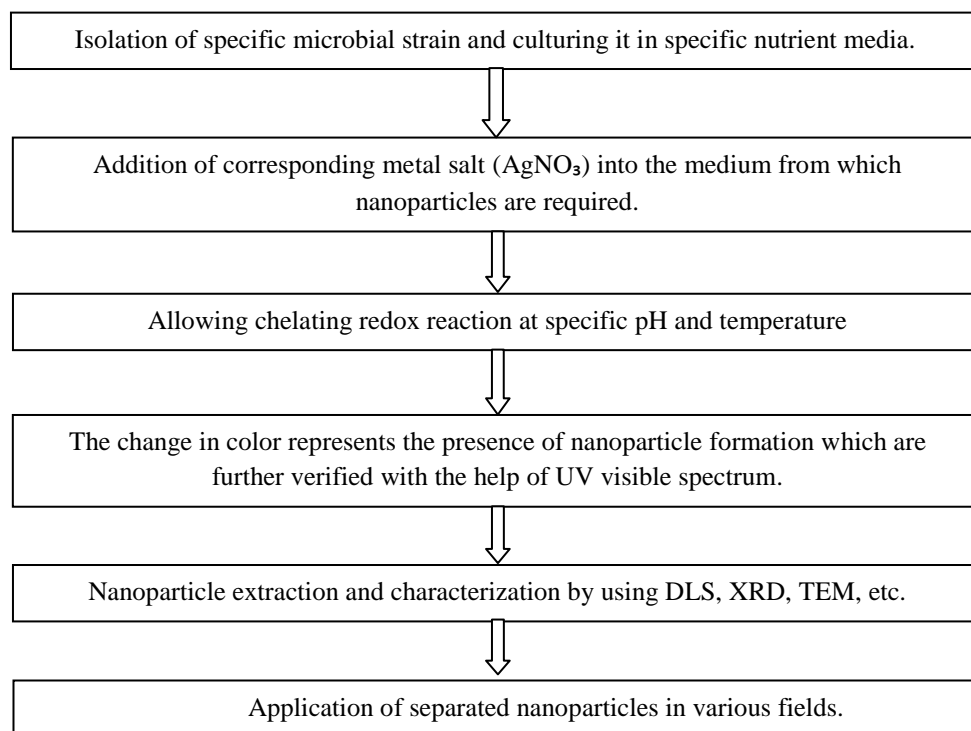 Isolation of specific microbial strain and culturing it in specific nutrient media.
Addition of corresponding metal salt (AgNO₃) into the medium from which
nanoparticles are required.
Allowing chelating redox reaction at specific pH and temperature
The change in color represents the presence of nanoparticle formation which are
further verified with the help of UV visible spectrum.
Nanoparticle extraction and characterization by using DLS, XRD, TEM, etc.
Application of separated nanoparticles in various fields.